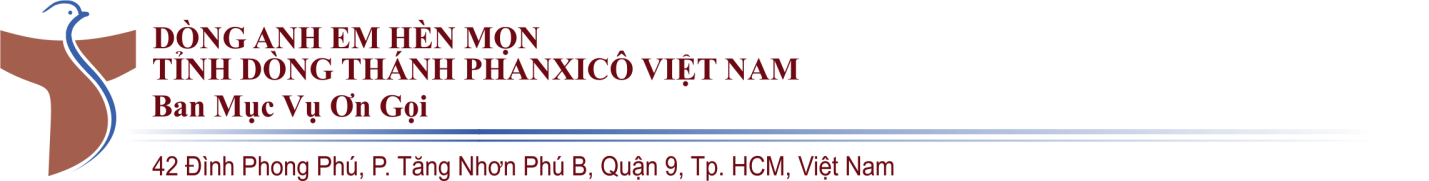 DÒNG ANH EM HÈN MỌN
TỈNH DÒNG THÁNH PHANXICÔ VIỆT NAM
Ban Mục Vụ Ơn Gọi
42 Đình Phong Phú, P. Tăng Nhơn Phú B, Quận 9, Tp. HCM, Việt Nam